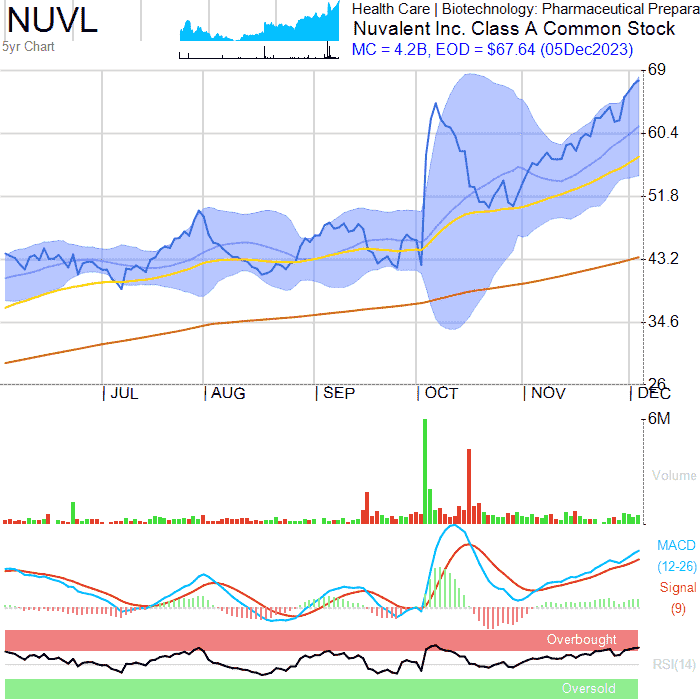 NUVL
5yr Chart
Health Care | Biotechnology: Pharmaceutical Prepara
Nuvalent Inc. Class A Common Stock
MC = 4.2B, EOD = $67.64 (05Dec2023)
69
60.4
51.8
43.2
34.6
26
JUL AUG SEP OCT NOV DEC
6M
Volume
MACD
(12-26)
Signal
(9)
Overbought
RSI(14)
Oversold